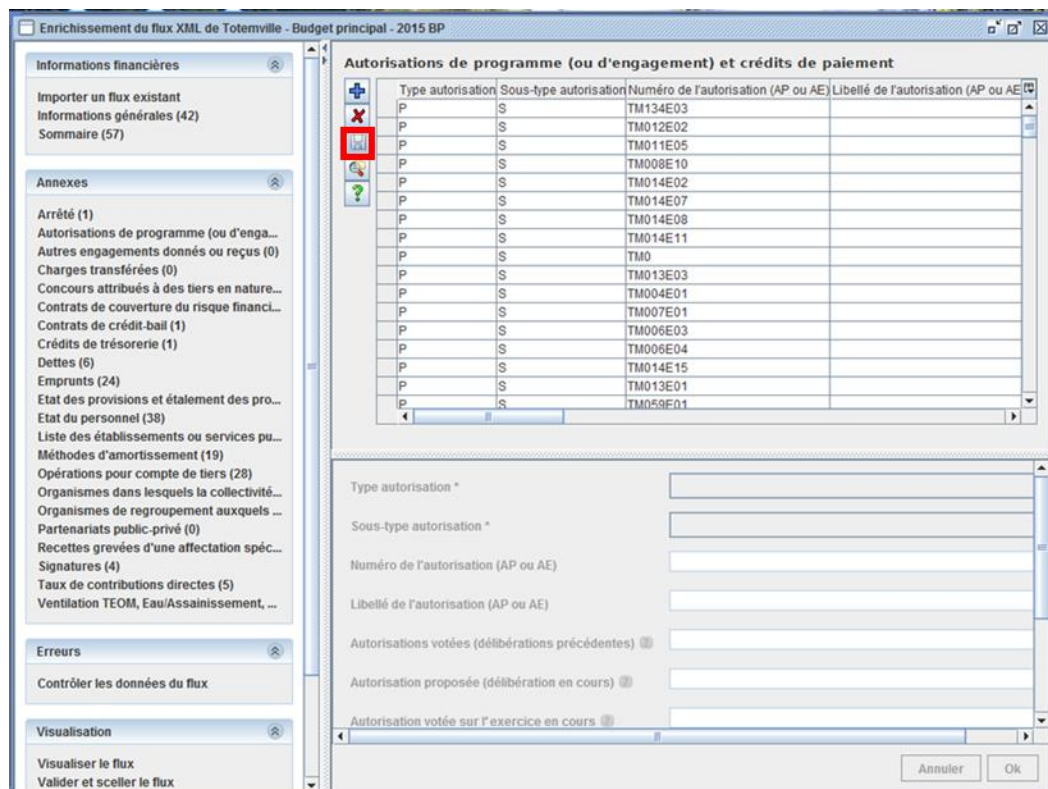 Enrichissement du flux XML de Totemville - Budget principal - 2015 BP
Informations financières
Importer un flux existant
Informations générales (42)
Sommaire (57)
Annexes
Arrêté (1)
Autorisations de programme (ou d'enga...
Autres engagements donnés ou reçus (0)
Charges transférées (0)
Concours attribués à des tiers en nature...
Contrats de couverture du risque financi...
Contrats de crédit-bail (1)
Crédits de trésorerie (1)
Dettes (6)
Emprunts (24)
Etat des provisions et étalement des pro...
Etat du personnel (38)
Liste des établissements ou services pu...
Méthodes d'amortissement (19)
Opérations pour compte de tiers (28)
Organismes dans lesquels la collectivité...
Organismes de regroupement auxquels ...
Partenariats public-privé (0)
Recettes grevées d'une affectation spéc...
Signatures (4)
Taux de contributions directes (5)
Ventilation TEOM, Eau/Assainissement, ...
Erreurs
Contrôler les données du flux
Visualisation
Visualiser le flux
Valider et sceller le flux
Autorisations de programme (ou d'engagement) et crédits de paiement
Type autorisation Sous-type autorisation Numéro de l'autorisation (AP ou AE) Libellé de l'autorisation (AP ou AE
P S TM134E03
P S TM012E02
P S TM011E05
P S TM008E10
P S TM014E02
P S TM014E07
P S TM014E08
P S TM014E11
P S TM0
P S TM013E03
P S TM004E01
P S TM007E01
P S TM006E03
P S TM006E04
P S TM014E15
P S TM013E01
P S TM059E01
Type autorisation *
Sous-type autorisation *
Numéro de l'autorisation (AP ou AE)
Libellé de l'autorisation (AP ou AE)
Autorisations votées (délibérations précédentes)
Autorisation proposée (délibération en cours)
Autorisation votée sur l'exercice en cours
Annuler Ok